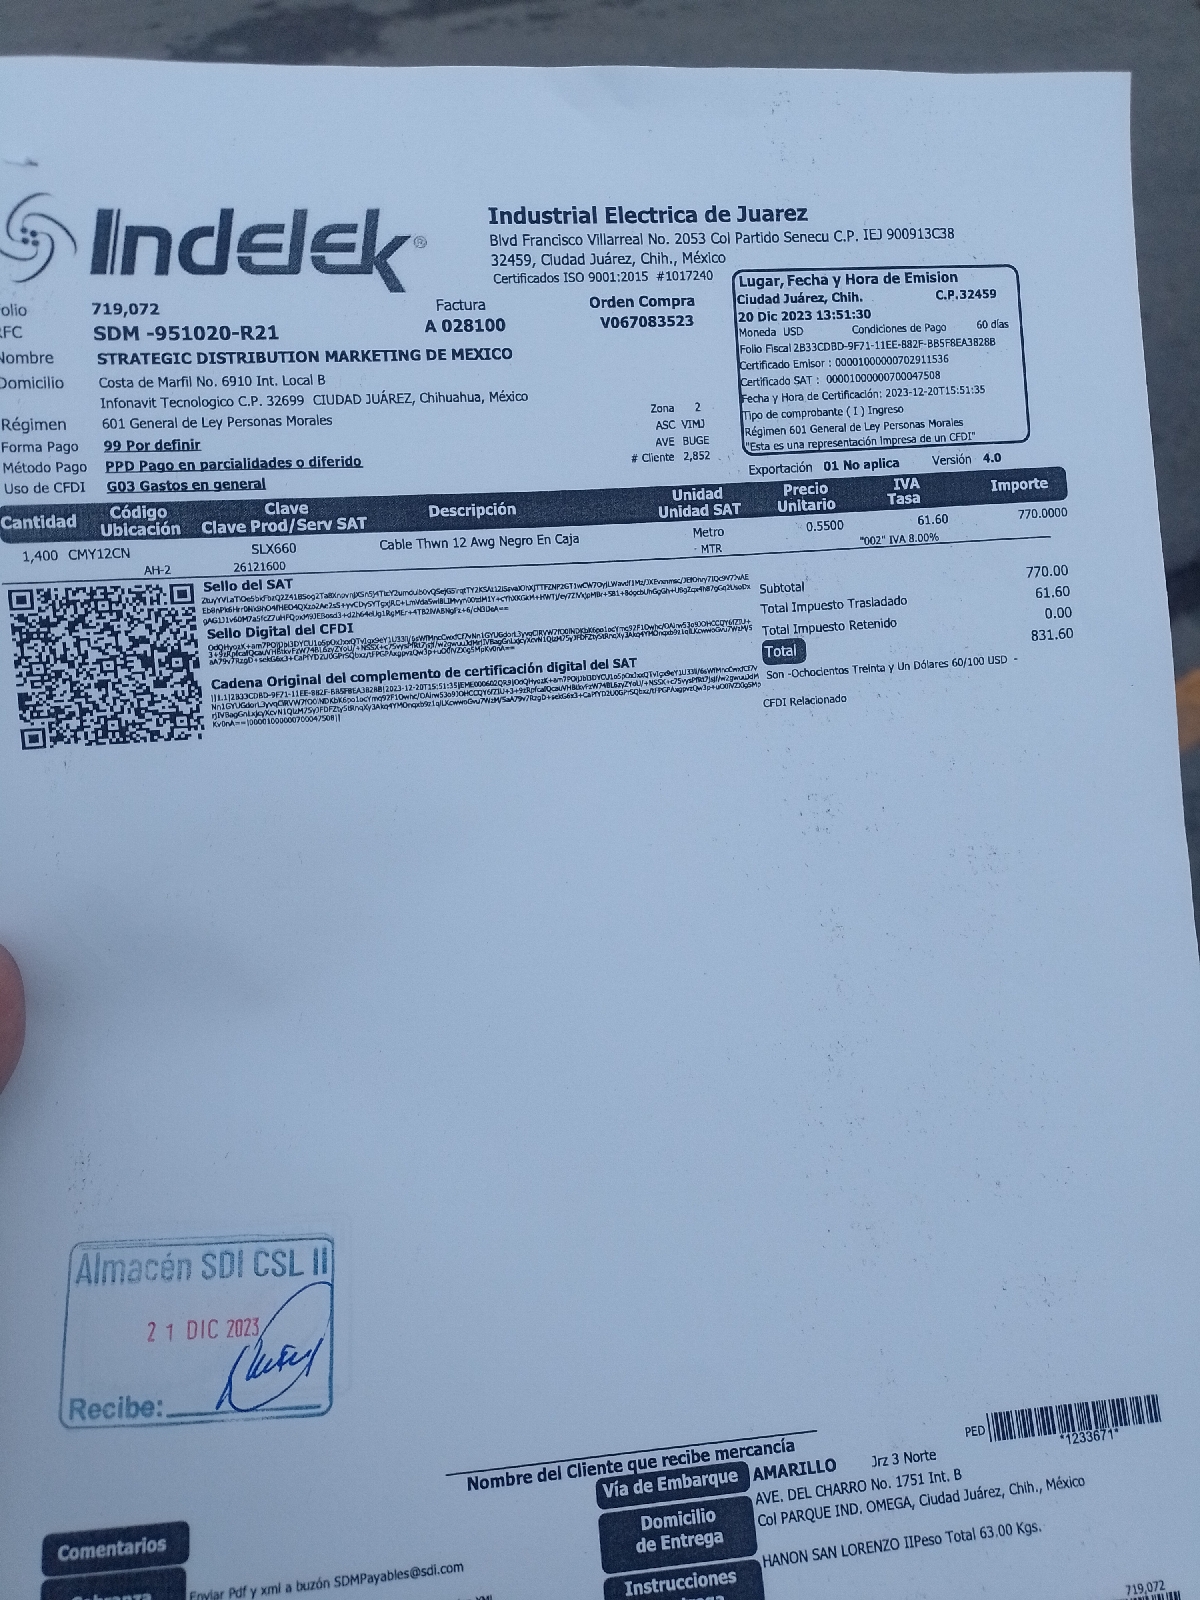 Indelek®
Industrial Electrica de Juarez
Blvd Francisco Villarreal No. 2053 Col Partido Senecu C.P. IEJ 900913C38
32459, Ciudad Juárez, Chih., México
Certificados ISO 9001:2015 #1017240
Lugar, Fecha y Hora de Emision
Ciudad Juárez, Chih. C.P.32459
20 Dic 2023 13:51:30
Moneda USD Condiciones de Pago 60 días
Folio Fiscal 2B33CDBD-9F71-11EE-882F-BB5F8EA3828B
Certificado Emisor : 00001000000702911536
Certificado SAT : 00001000000700047508
Fecha y Hora de Certificación: 2023-12-20T15:51:35
Tipo de comprobante ( I ) Ingreso
Régimen 601 General de Ley Personas Morales
"Esta es una representación Impresa de un CFDI"
olio 719,072 Factura Orden Compra
FC SDM -951020-R21 A 028100 V067083523
Nombre STRATEGIC DISTRIBUTION MARKETING DE MEXICO
Domicilio Costa de Marfil No. 6910 Int. Local B
Infonavit Tecnologico C.P. 32699 CIUDAD JUÁREZ, Chihuahua, México
Régimen 601 General de Ley Personas Morales
Forma Pago 99 Por definir
Método Pago PPD Pago en parcialidades o diferido
Uso de CFDI G03 Gastos en general
Zona 2
ASC VIMJ
AVE BUGE
# Cliente 2,852
Exportación 01 No aplica Versión 4.0
Cantidad Código Ubicación Clave Clave Prod/Serv SAT Descripción Unidad Unidad SAT Precio Unitario IVA Tasa Importe
1,400 CMY12CN SLX660 Cable Thwn 12 Awg Negro En Caja Metro 0.5500 61.60 770.0000
AH-2 26121600 - MTR "002" IVA 8.00%
Sello del SAT
Sello Digital del CFDI
Cadena Original del complemento de certificación digital del SAT
Subtotal 770.00
Total Impuesto Trasladado 61.60
Total Impuesto Retenido 0.00
Total 831.60
Son -Ochocientos Treinta y Un Dólares 60/100 USD -
CFDI Relacionado
Almacén SDI CSL II
21 DIC 2023
Recibe:
PED *1233671*
Nombre del Cliente que recibe mercancía
Vía de Embarque AMARILLO Jrz 3 Norte
Domicilio de Entrega AVE. DEL CHARRO No. 1751 Int. B
Col PARQUE IND. OMEGA, Ciudad Juárez, Chih., México
Comentarios
HANON SAN LORENZO IIPeso Total 63.00 Kgs.
Enviar Pdf y xml a buzón SDMPayables@sdi.com
Instrucciones
719,072